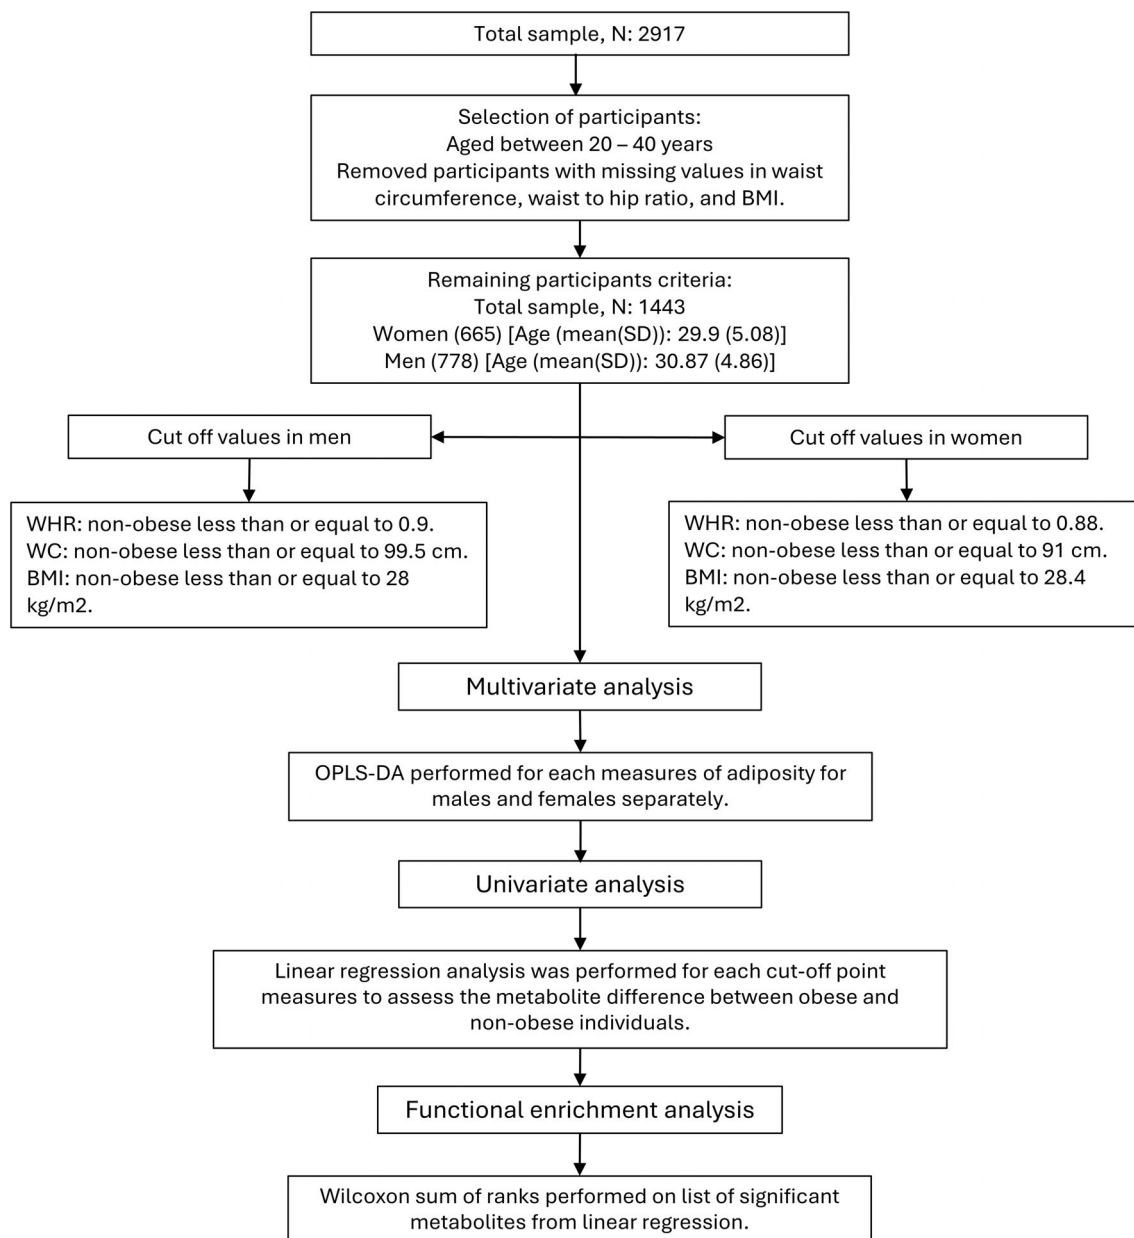 Total sample, N: 2917
Selection of participants:
Aged between 20 – 40 years
Removed participants with missing values in waist
circumference, waist to hip ratio, and BMI.
Remaining participants criteria:
Total sample, N: 1443
Women (665) [Age (mean(SD)): 29.9 (5.08)]
Men (778) [Age (mean(SD)): 30.87 (4.86)]
Cut off values in men
Cut off values in women
WHR: non-obese less than or equal to 0.9.
WC: non-obese less than or equal to 99.5 cm.
BMI: non-obese less than or equal to 28
kg/m2.
WHR: non-obese less than or equal to 0.88.
WC: non-obese less than or equal to 91 cm.
BMI: non-obese less than or equal to 28.4
kg/m2.
Multivariate analysis
OPLS-DA performed for each measures of adiposity for
males and females separately.
Univariate analysis
Linear regression analysis was performed for each cut-off point
measures to assess the metabolite difference between obese and
non-obese individuals.
Functional enrichment analysis
Wilcoxon sum of ranks performed on list of significant
metabolites from linear regression.